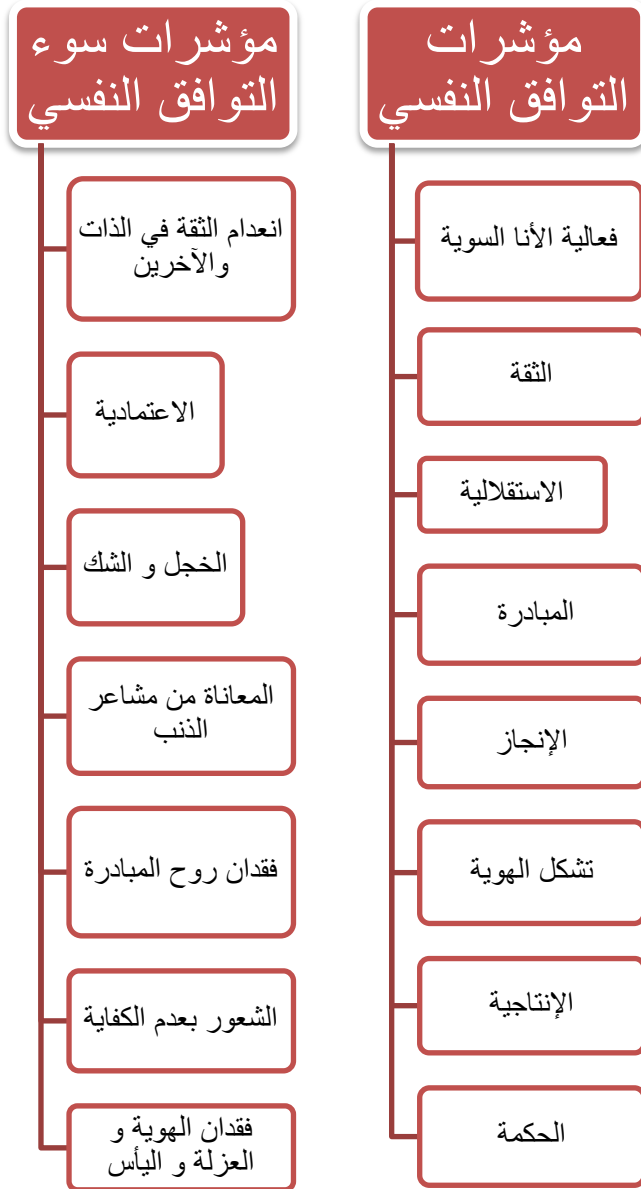 مؤشرات
التوافق النفسي
فعالية الأنا السوية
الثقة
الاستقلالية
المبادرة
الإنجاز
تشكل الهوية
الإنتاجية
الحكمة
مؤشرات سوء
التوافق النفسي
انعدام الثقة في الذات
والآخرين
الاعتمادية
الخجل و الشك
المعاناة من مشاعر
الذنب
فقدان روح المبادرة
الشعور بعدم الكفاية
فقدان الهوية و
العزلة و اليأس